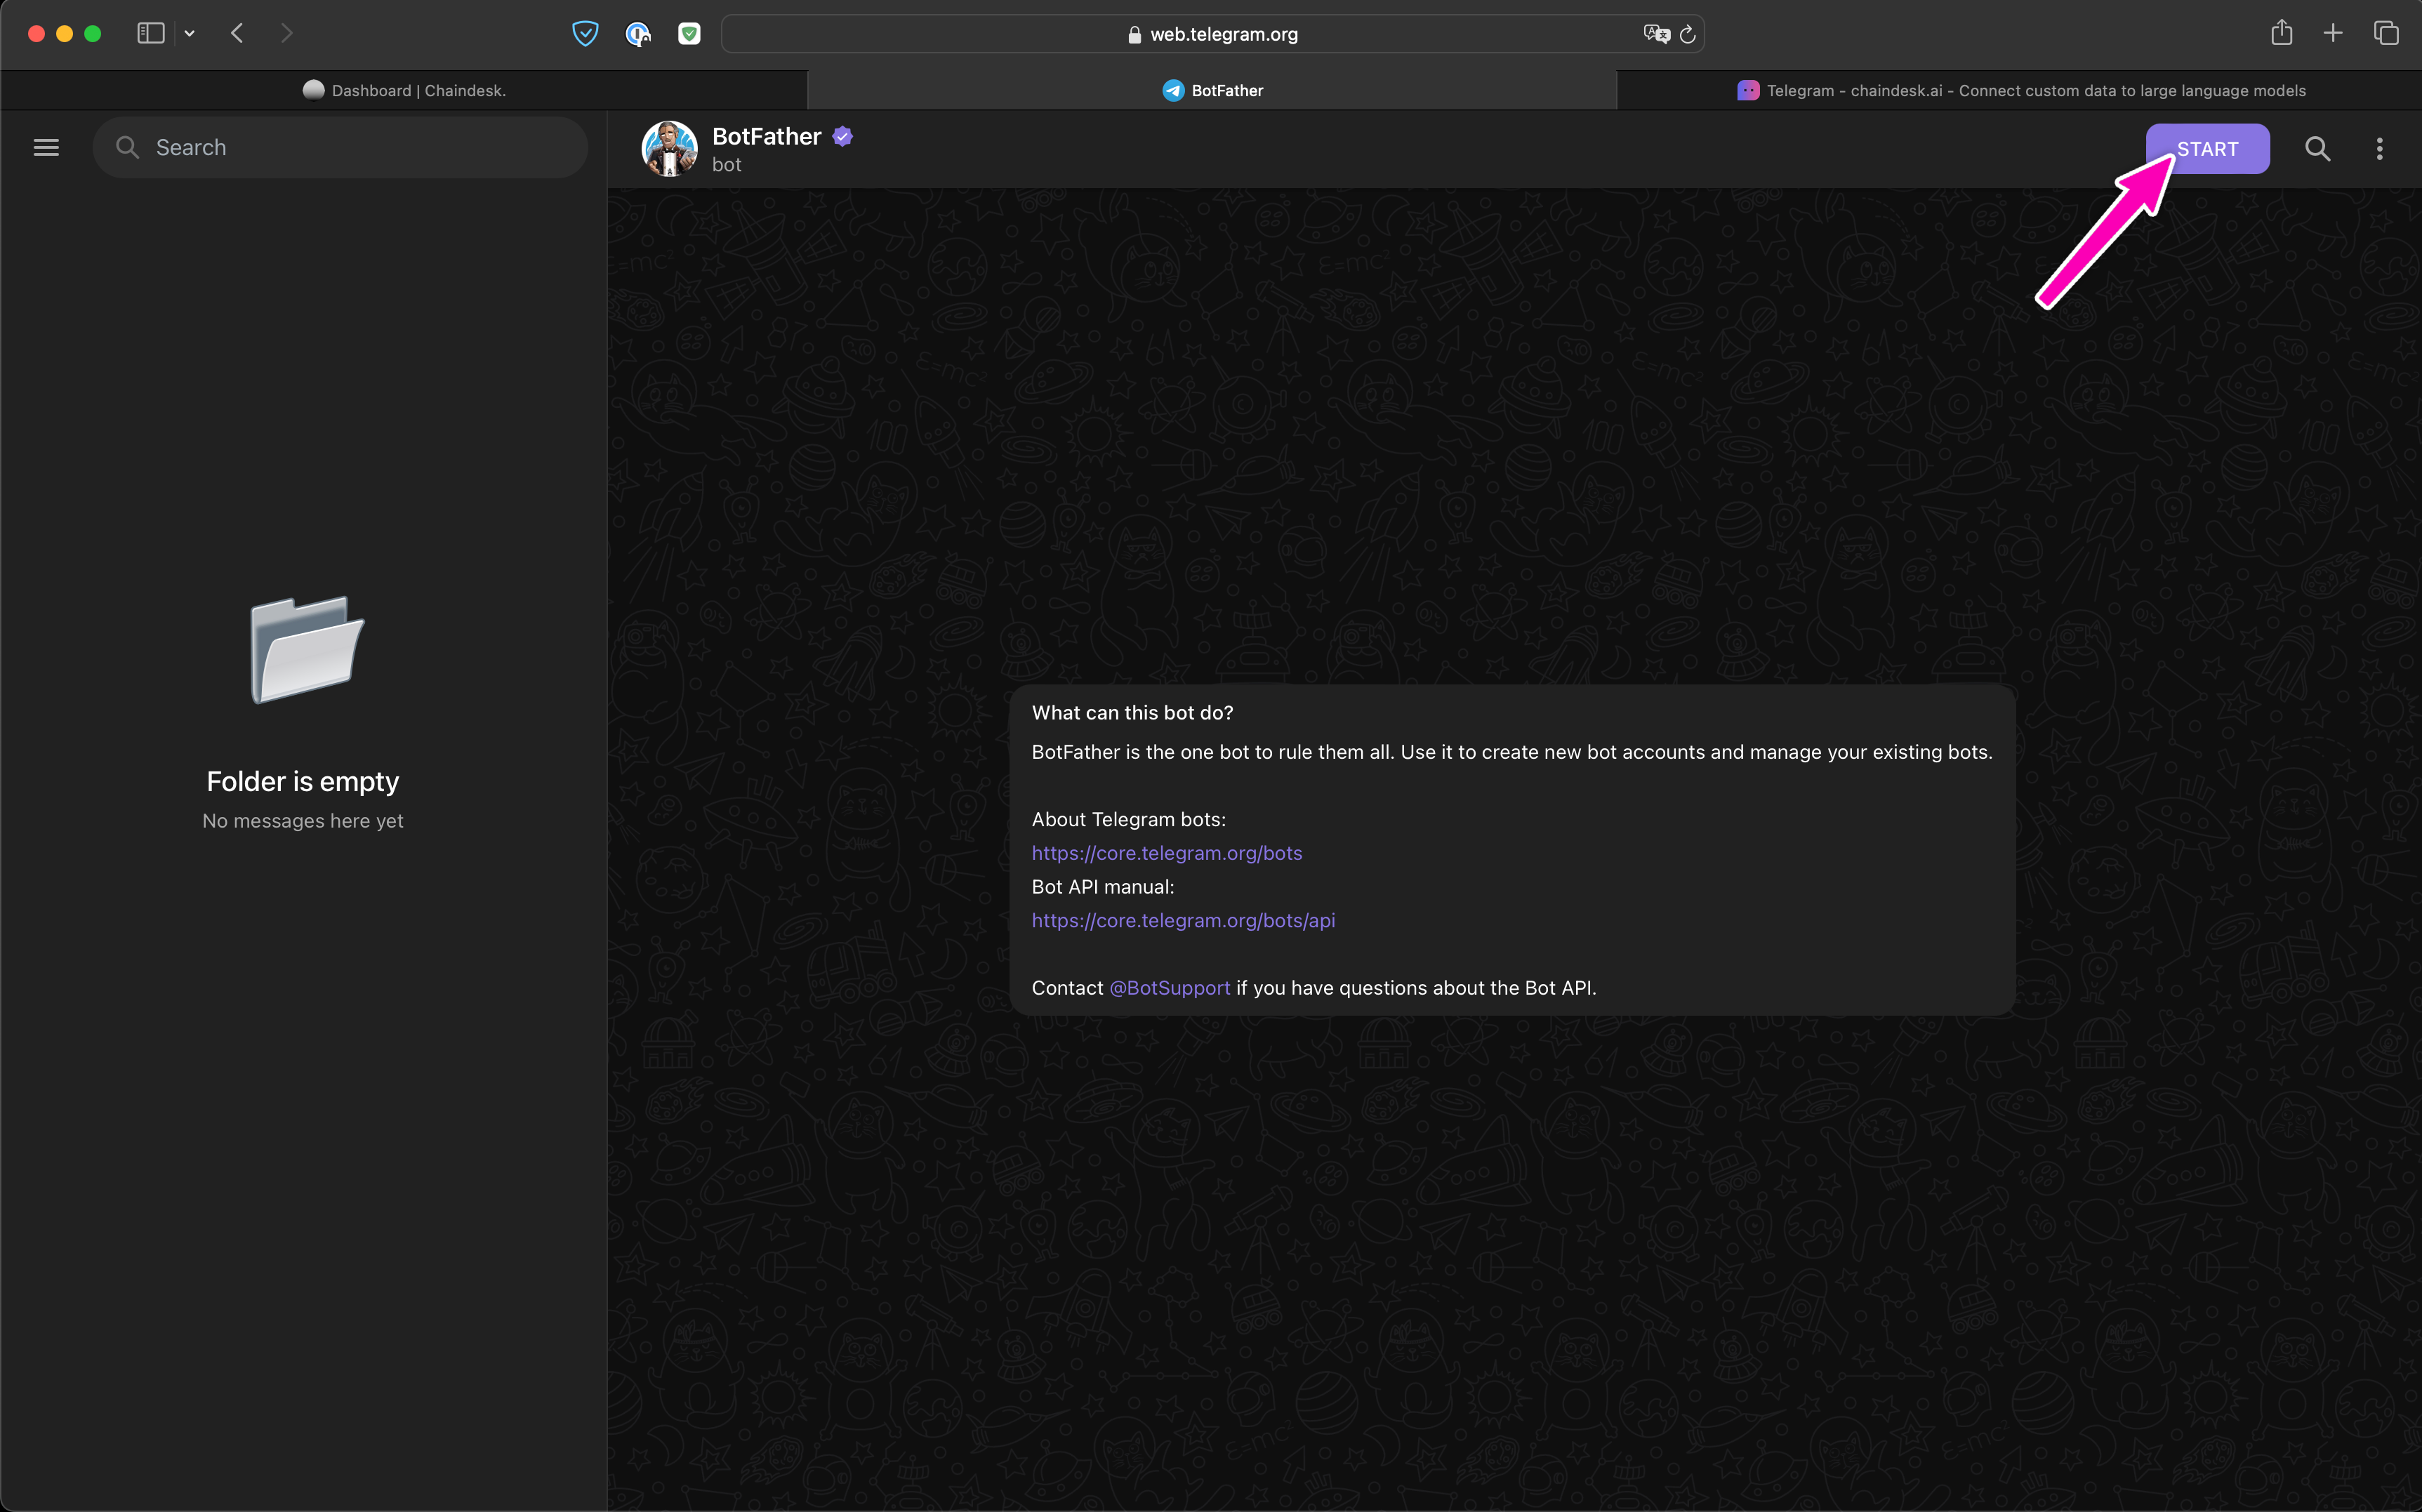 web.telegram.org
Dashboard | Chaindesk.
BotFather
Telegram - chaindesk.ai - Connect custom data to large language models
Search
BotFather
bot
START
Folder is empty
No messages here yet
What can this bot do?
BotFather is the one bot to rule them all. Use it to create new bot accounts and manage your existing bots.
About Telegram bots:
https://core.telegram.org/bots
Bot API manual:
https://core.telegram.org/bots/api
Contact @BotSupport if you have questions about the Bot API.